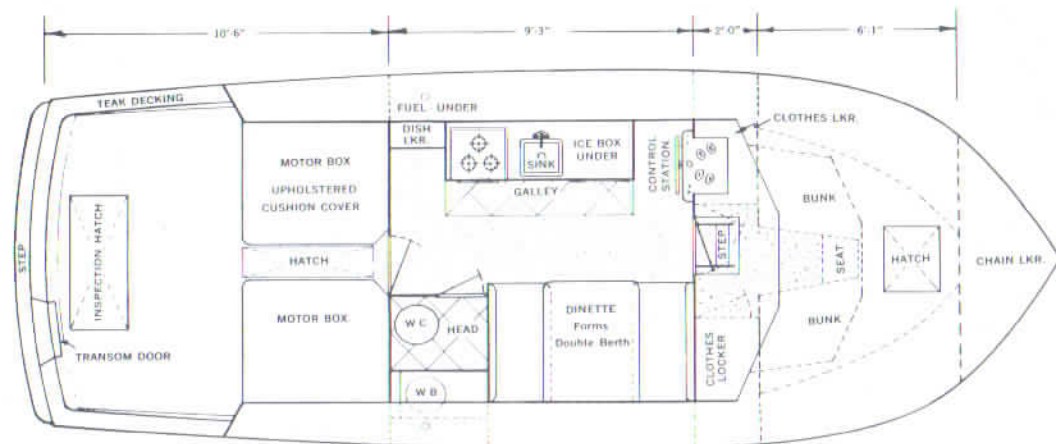 10'-6"
9'-3"
2'-0"
6'-1"
TEAK DECKING
FUEL UNDER
CLOTHES LKR.
DISH
LKR.
SINK
ICE BOX
UNDER
CONTROL
STATION
MOTOR BOX
UPHOLSTERED
CUSHION COVER
GALLEY
BUNK
STEP
INSPECTION HATCH
HATCH
STEP
SEAT
HATCH
CHAIN LKR.
MOTOR BOX
WC
HEAD
DINETTE
Forms
Double Berth
BUNK
CLOTHES
LOCKER
TRANSOM DOOR
WB